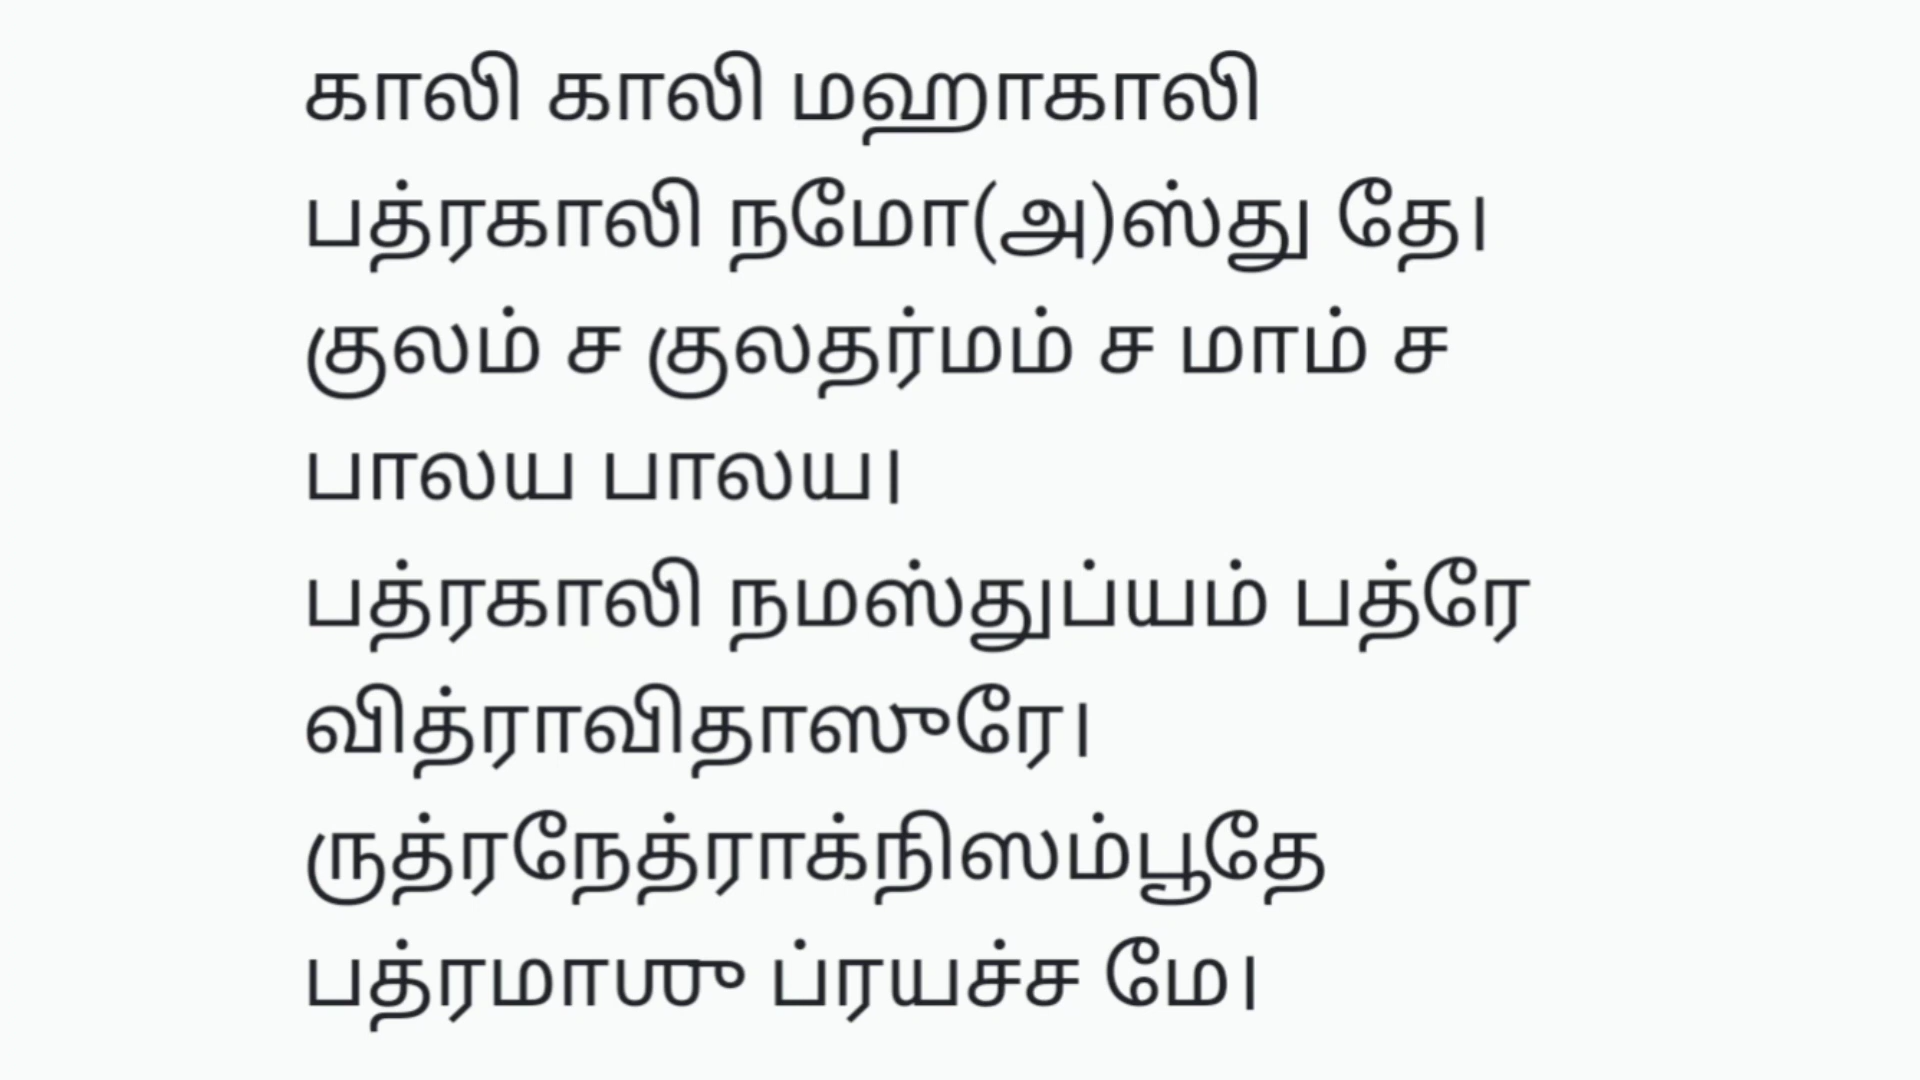 காலி காலி மஹாகாலி
பத்ரகாலி நமோ(அ)ஸ்து தே।
குலம் ச குலதர்மம் ச மாம் ச
பாலய பாலய।
பத்ரகாலி நமஸ்துப்யம் பத்ரே
வித்ராவிதாஸுரே।
ருத்ரநேத்ராக்நிஸம்பூதே
பத்ரமாஶு ப்ரயச்ச மே।